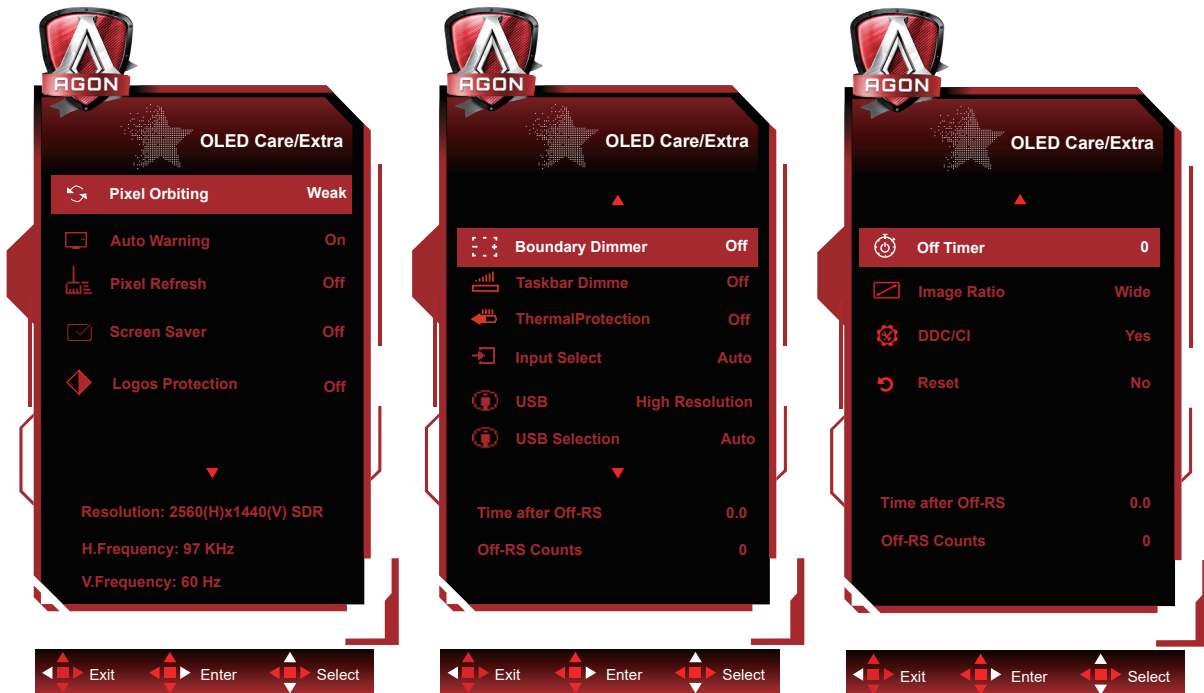 AGON
OLED Care/Extra
Pixel Orbiting Weak
Auto Warning On
Pixel Refresh Off
Screen Saver Off
Logos Protection Off
Resolution: 2560(H)x1440(V) SDR
H.Frequency: 97 KHz
V.Frequency: 60 Hz
Exit Enter Select
AGON
OLED Care/Extra
Boundary Dimmer Off
Taskbar Dimme Off
ThermalProtection Off
Input Select Auto
USB High Resolution
USB Selection Auto
Time after Off-RS 0.0
Off-RS Counts 0
Exit Enter Select
AGON
OLED Care/Extra
Off Timer 0
Image Ratio Wide
DDC/CI Yes
Reset No
Time after Off-RS 0.0
Off-RS Counts 0
Exit Enter Select